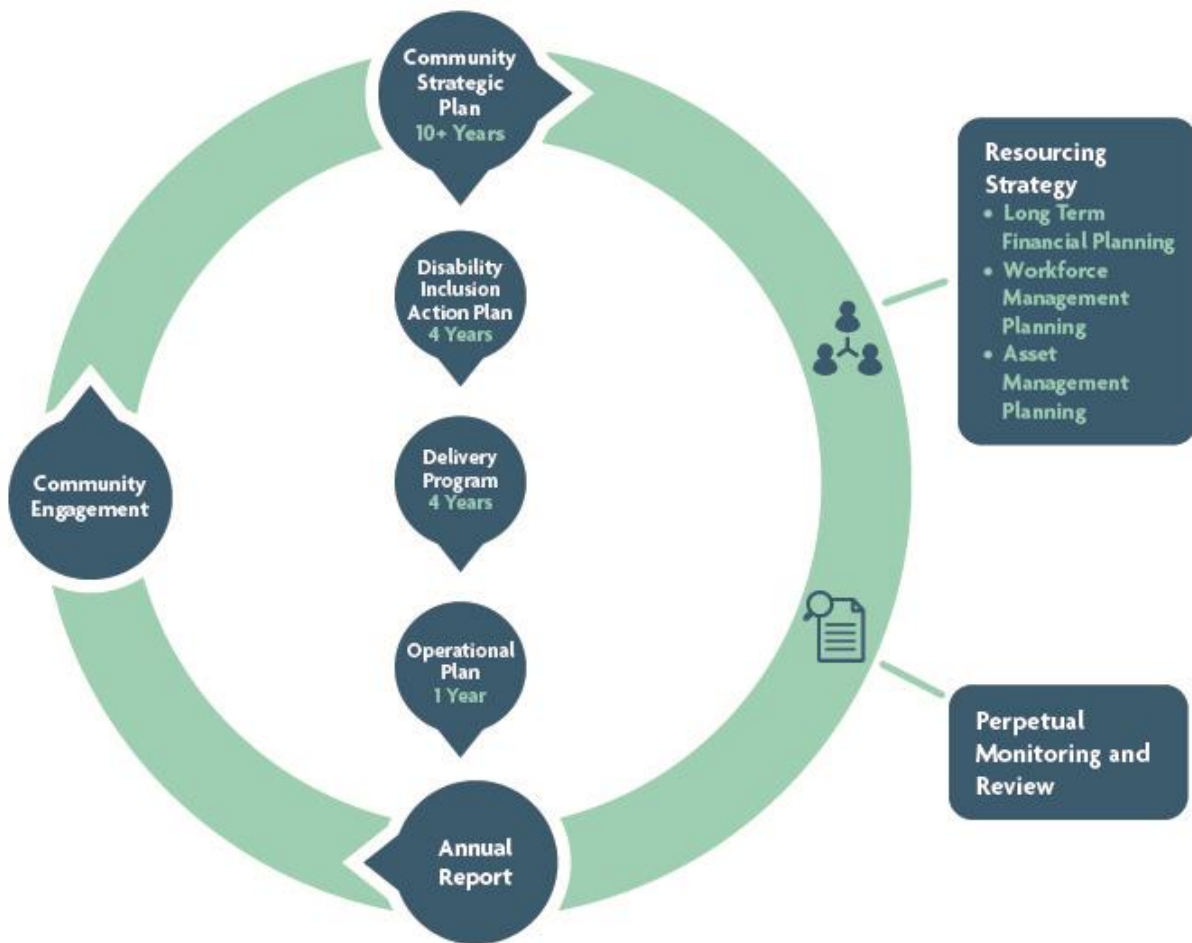 Community
Strategic
Plan
10+ Years
Disability
Inclusion
Action Plan
4 Years
Delivery
Program
4 Years
Operational
Plan
1 Year
Annual
Report
Community
Engagement
Resourcing
Strategy
• Long Term
Financial Planning
• Workforce
Management
Planning
• Asset
Management
Planning
Perpetual
Monitoring and
Review